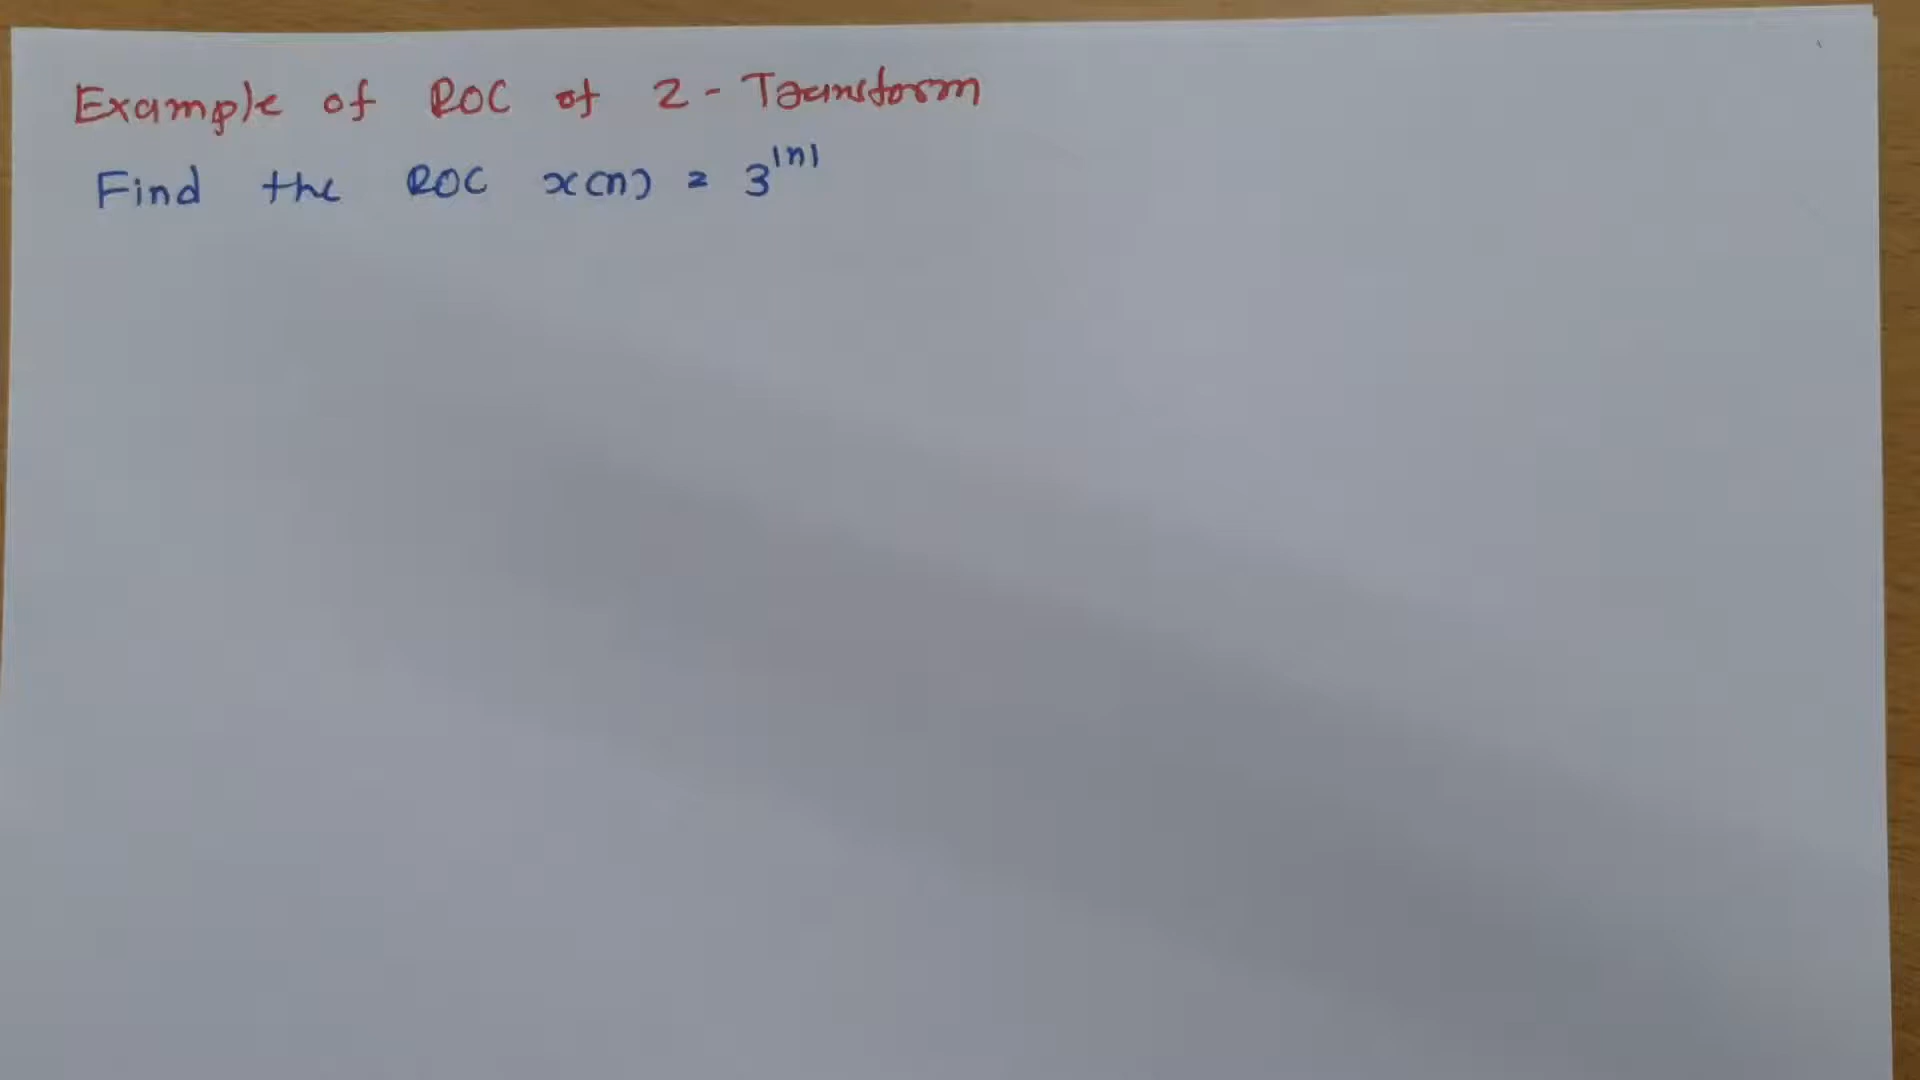 Example of ROC of Z - Transform
Find the ROC x(n) = 3^|n|